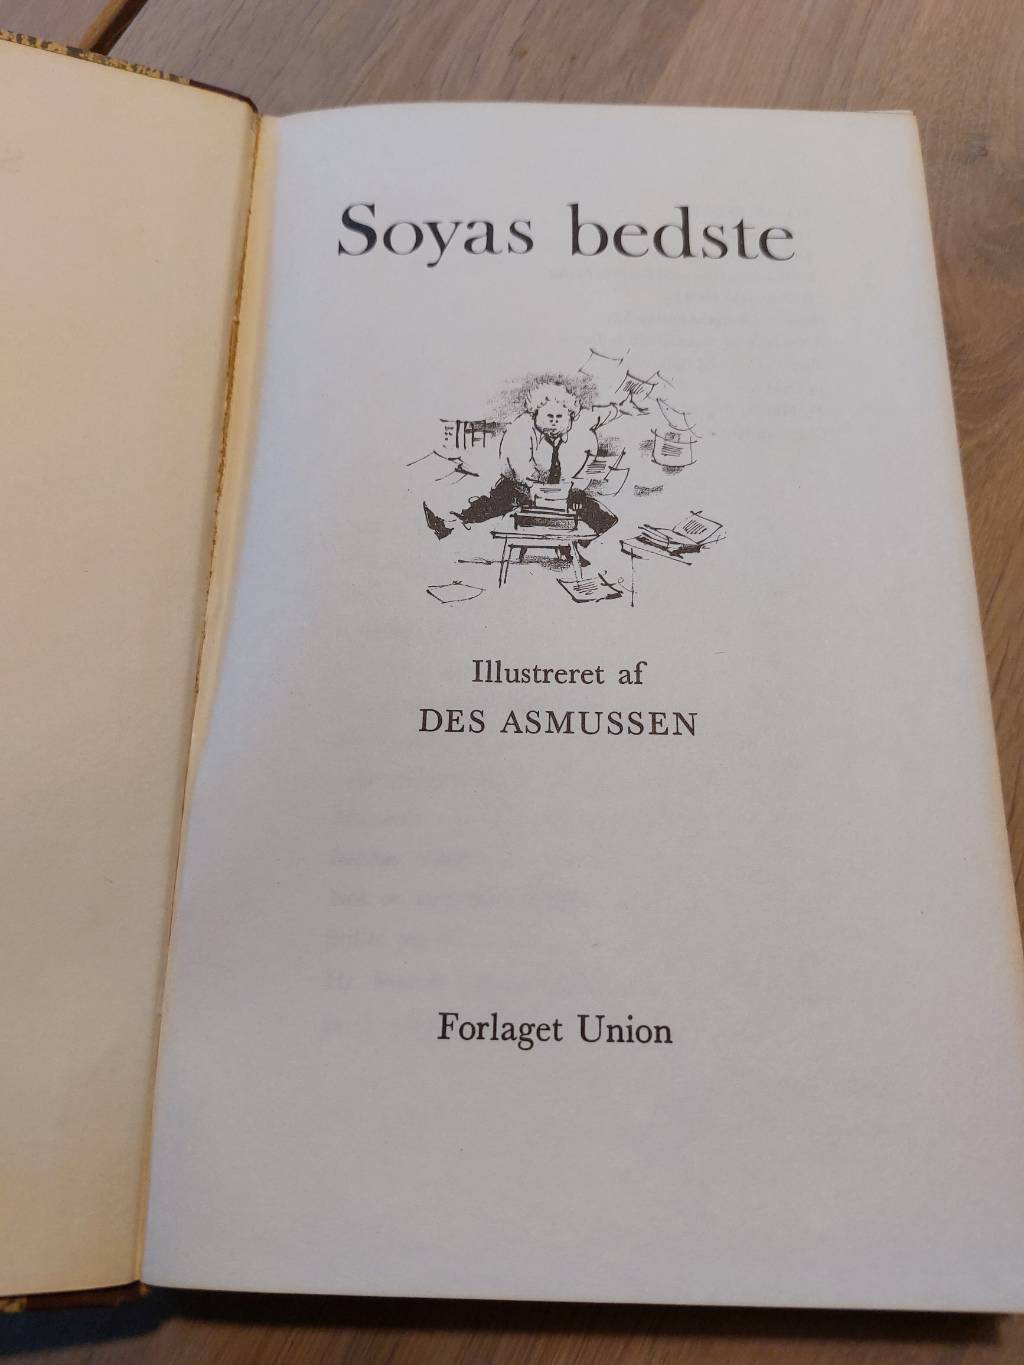 Soyas bedste
Illustreret af
DES ASMUSSEN
Forlaget Union